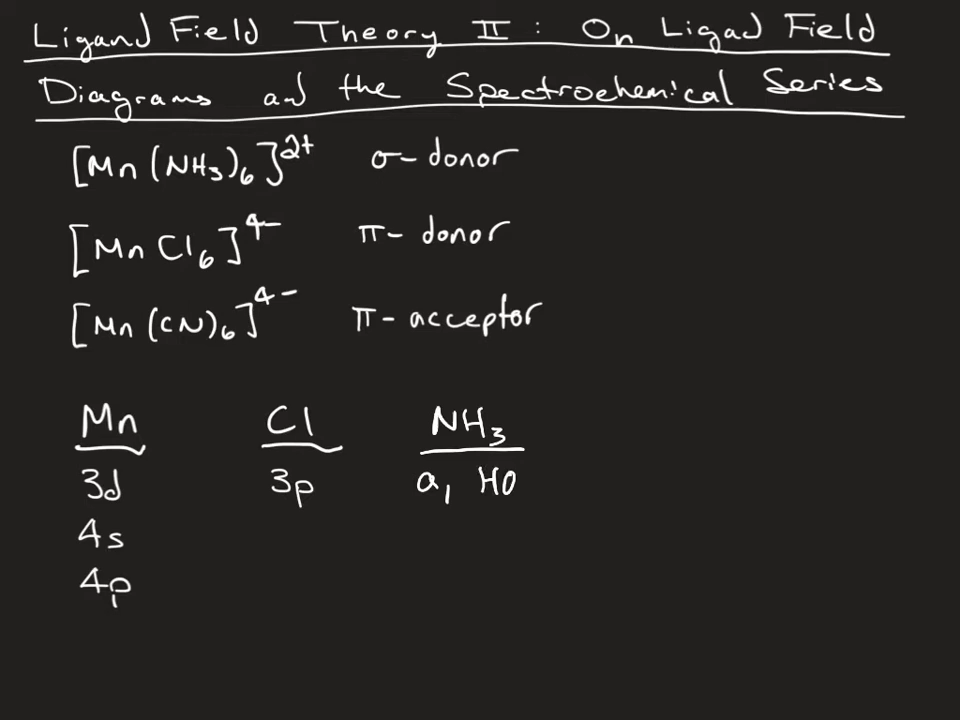 Ligand Field Theory II : On Ligad Field
Diagrams and the Spectrochemical Series
[Mn(NH₃)₆]²⁺ σ-donor
[MnCl₆]⁴⁻ π-donor
[Mn(CN)₆]⁴⁻ π-acceptor
Mn Cl NH₃
3d 3p a₁ HO
4s
4p